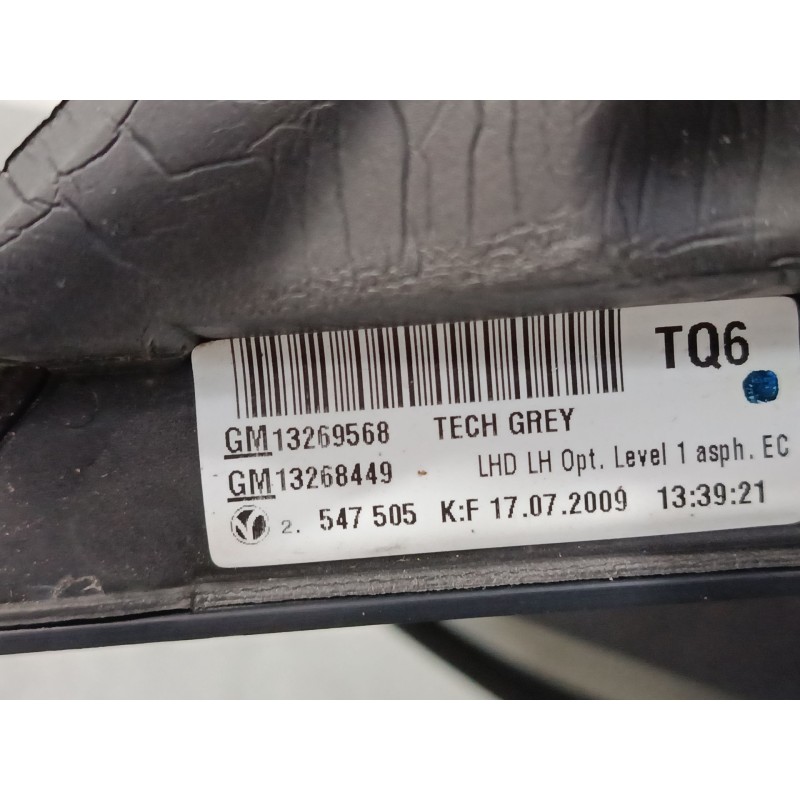 TQ6
GM13269568 TECH GREY
GM13268449 LHD LH Opt. Level 1 asph. EC
2. 547 505 K:F 17.07.2009 13:39:21